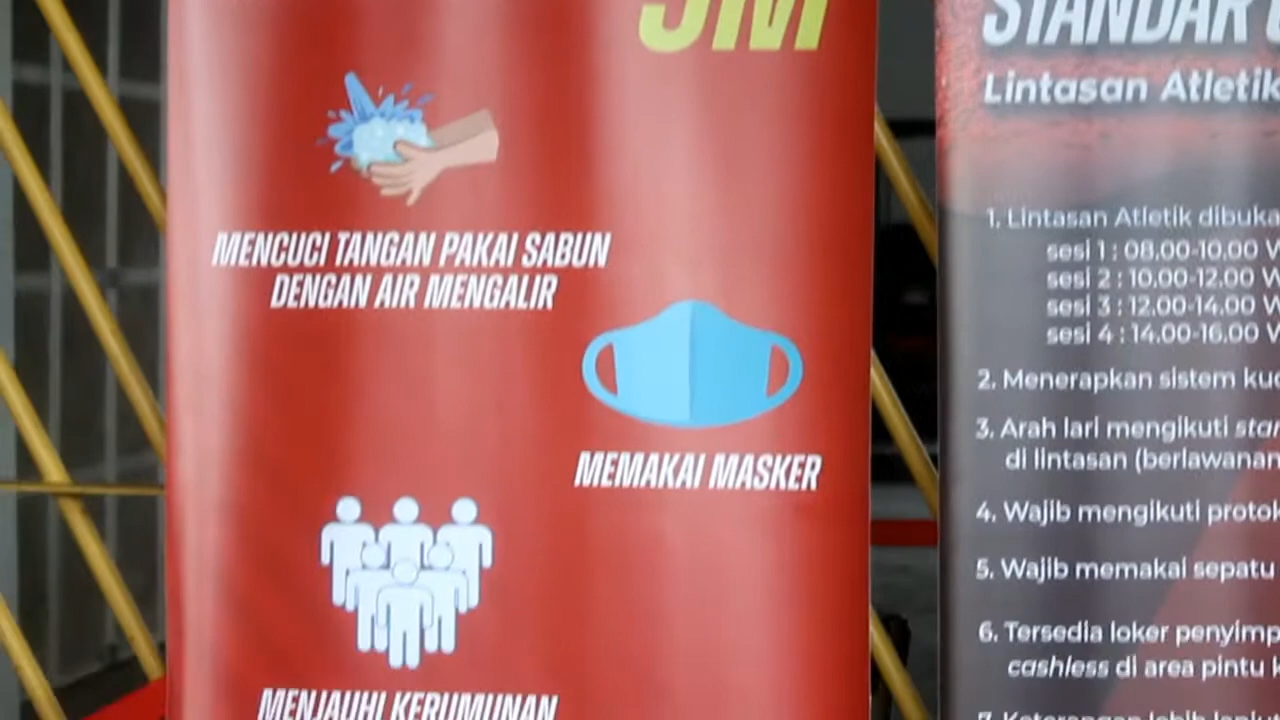 5M
MENCUCI TANGAN PAKAI SABUN
DENGAN AIR MENGALIR
MEMAKAI MASKER
MENJAUHI KERUMUNAN
STANDAR
Lintasan Atletik
1. Lintasan Atletik dibuka
sesi 1 : 08.00-10.00
sesi 2 : 10.00-12.00
sesi 3 : 12.00-14.00
sesi 4 : 14.00-16.00
2. Menerapkan sistem
3. Arah lari mengikuti
di lintasan (berlawanan
4. Wajib mengikuti
5. Wajib memakai sepatu
6. Tersedia loker
cashless di area pintu